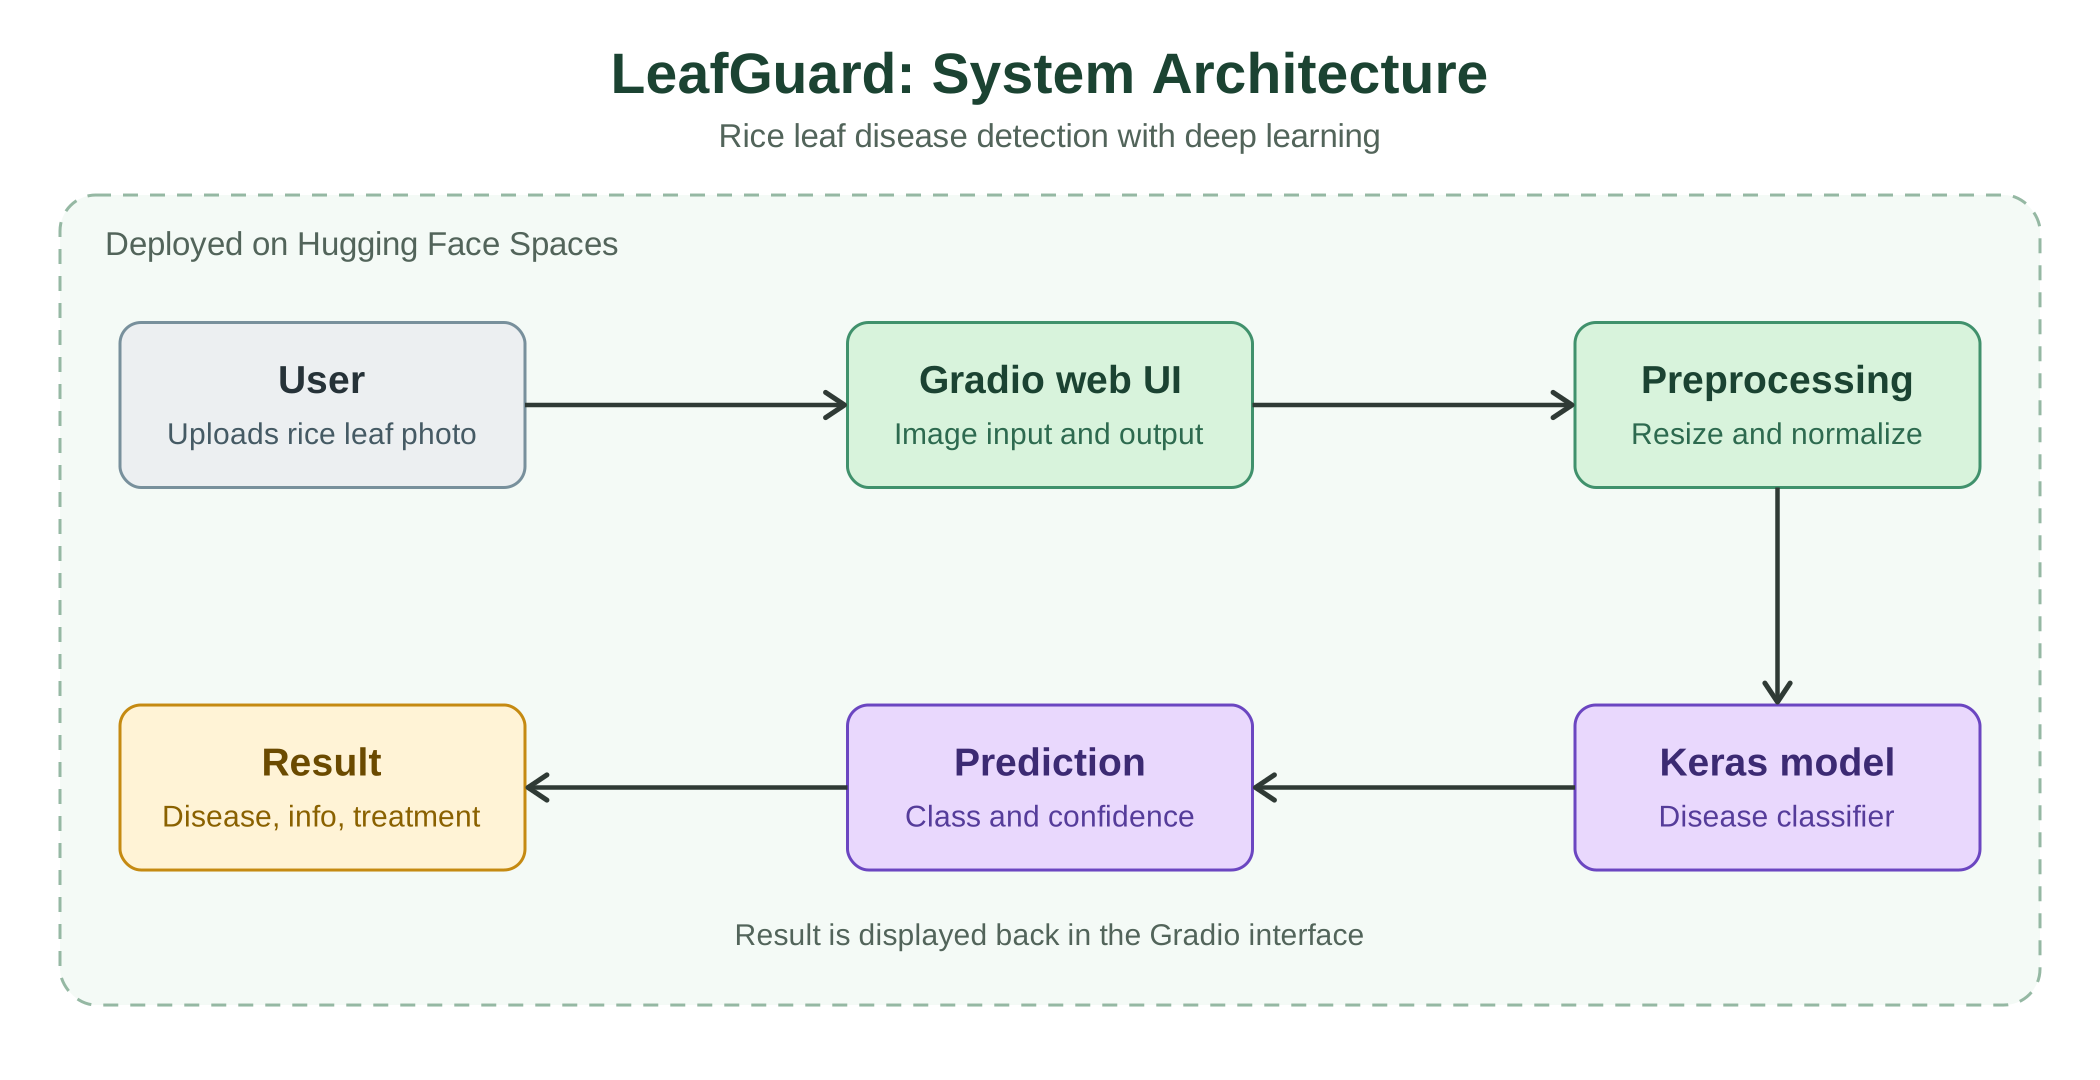 LeafGuard: System Architecture
Rice leaf disease detection with deep learning
Deployed on Hugging Face Spaces
User
Uploads rice leaf photo
Gradio web UI
Image input and output
Preprocessing
Resize and normalize
Result
Disease, info, treatment
Prediction
Class and confidence
Keras model
Disease classifier
Result is displayed back in the Gradio interface